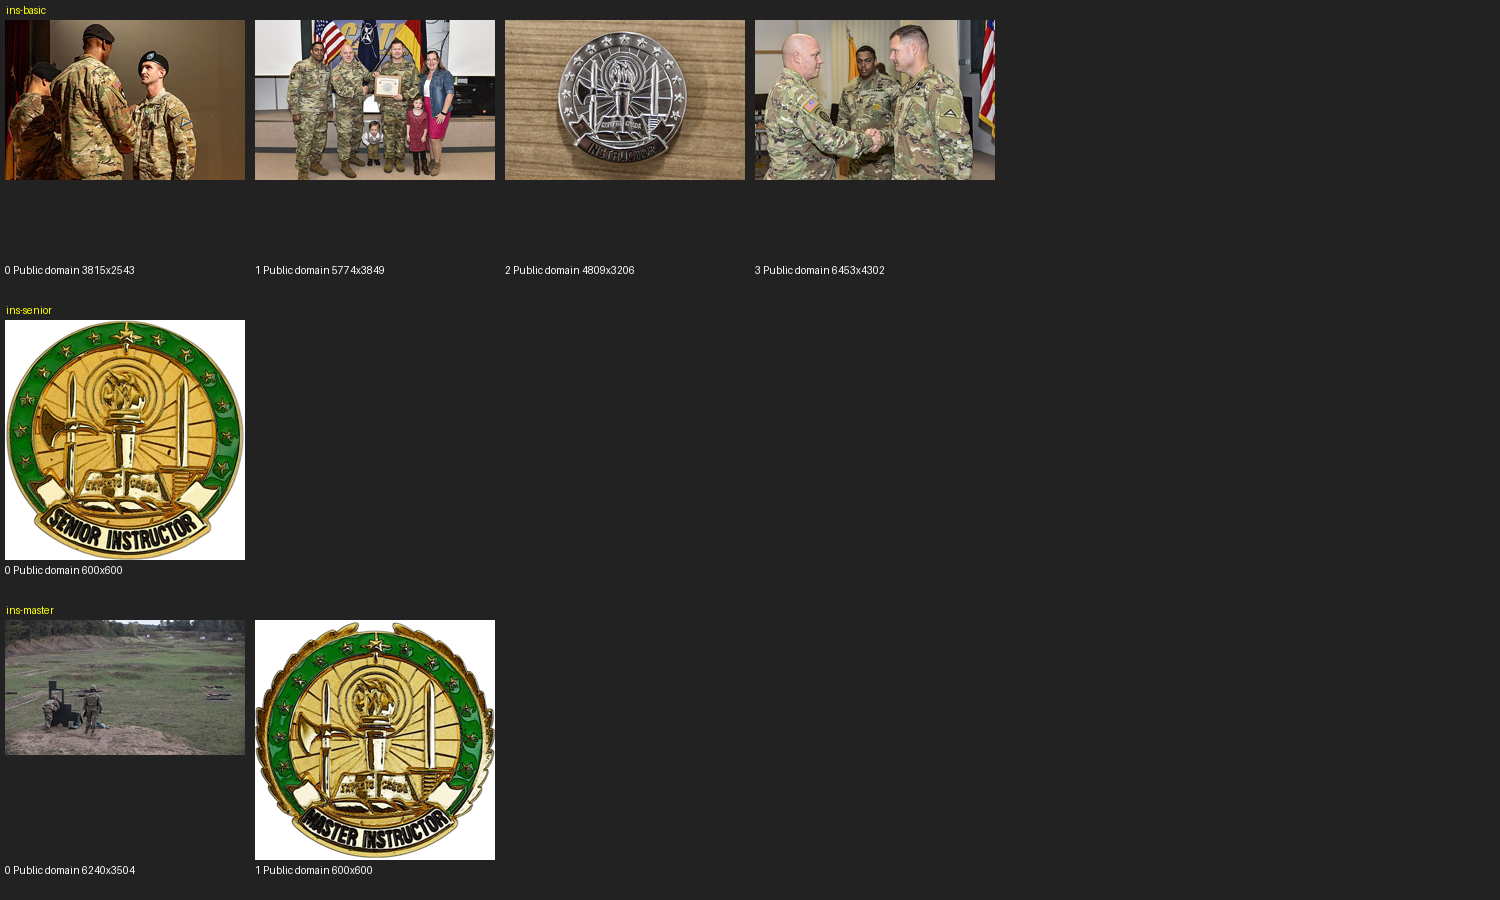 ins-basic
0 Public domain 3815x2543
1 Public domain 5774x3849
INSTRUCTOR
2 Public domain 4809x3206
3 Public domain 6453x4302
ins-senior
SENIOR INSTRUCTOR
0 Public domain 600x600
ins-master
MASTER INSTRUCTOR
0 Public domain 6240x3504
1 Public domain 600x600